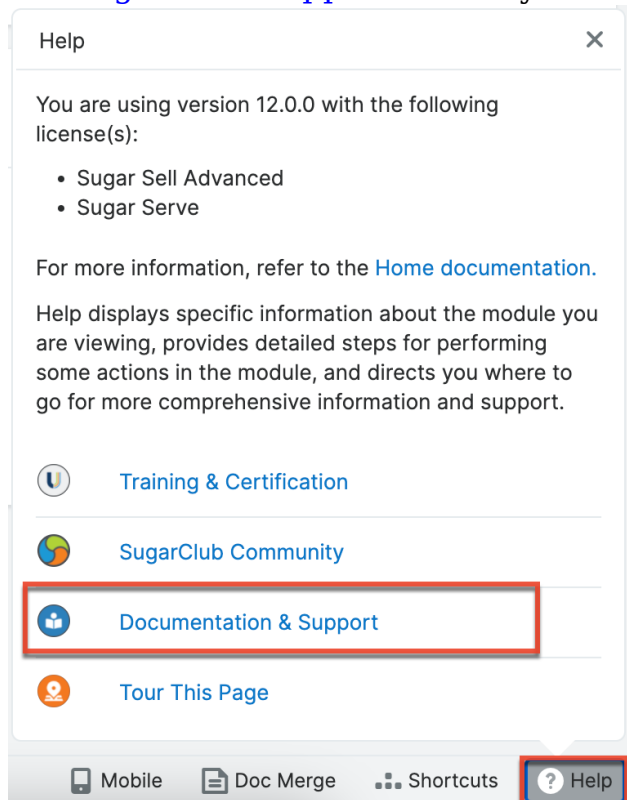 Help
You are using version 12.0.0 with the following
license(s):
• Sugar Sell Advanced
• Sugar Serve
For more information, refer to the Home documentation.
Help displays specific information about the module you
are viewing, provides detailed steps for performing
some actions in the module, and directs you where to
go for more comprehensive information and support.
Training & Certification
SugarClub Community
Documentation & Support
Tour This Page
Mobile Doc Merge Shortcuts ? Help